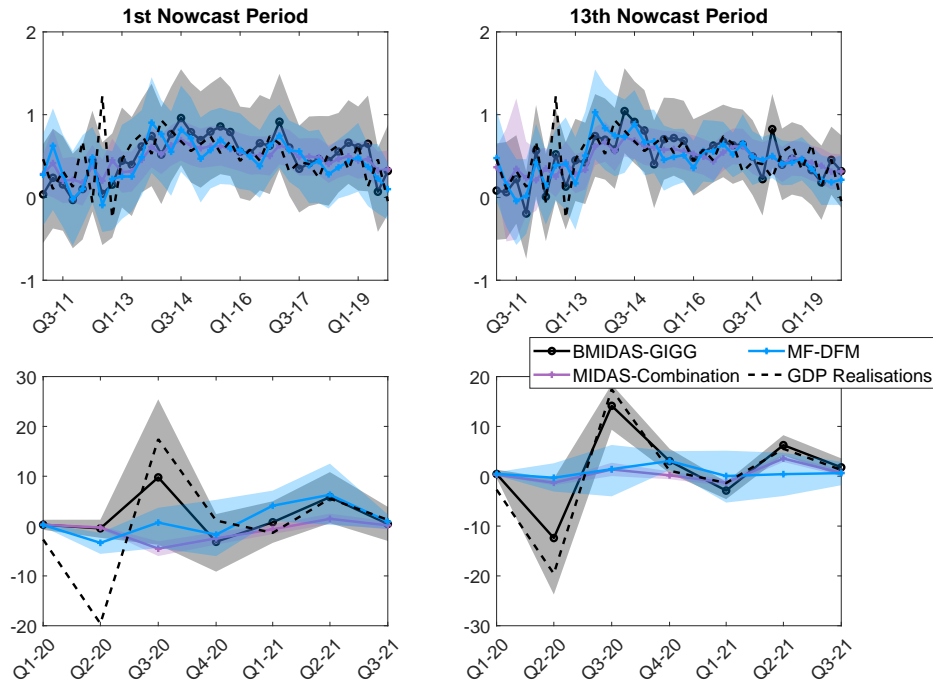 1st Nowcast Period
13th Nowcast Period
2
1
0
-1
Q3-11
Q1-13
Q3-14
Q1-16
Q3-17
Q1-19
2
1
0
-1
Q3-11
Q1-13
Q3-14
Q1-16
Q3-17
Q1-19
BMIDAS-GIGG
MF-DFM
MIDAS-Combination
GDP Realisations
30
20
10
0
-10
-20
Q1-20
Q2-20
Q3-20
Q4-20
Q1-21
Q2-21
Q3-21
20
10
0
-10
-20
-30
Q1-20
Q2-20
Q3-20
Q4-20
Q1-21
Q2-21
Q3-21